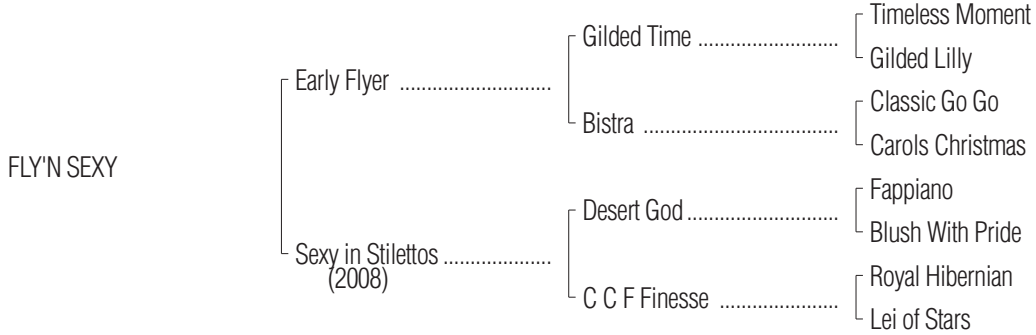 Timeless Moment
Gilded Time ..........................
Gilded Lilly
Early Flyer ............................
Classic Go Go
Bistra .....................................
Carols Christmas
FLY'N SEXY
Fappiano
Desert God............................
Blush With Pride
Sexy in Stilettos ....................
(2008)
Royal Hibernian
C C F Finesse ......................
Lei of Stars